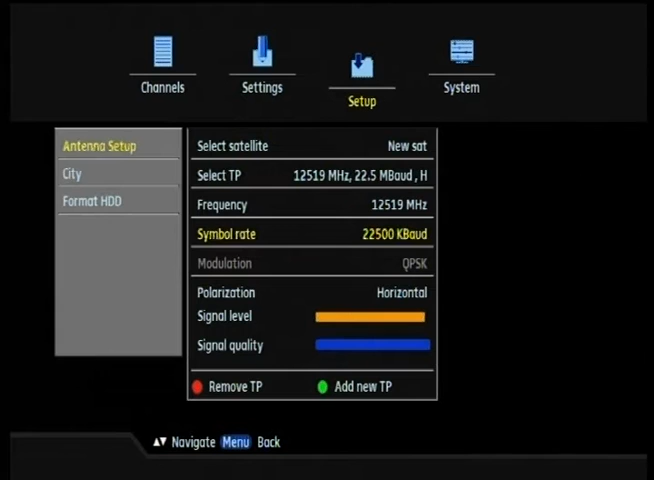 Channels Settings Setup System
Antenna Setup
City
Format HDD
Select satellite New sat
Select TP 12519 MHz, 22.5 MBaud , H
Frequency 12519 MHz
Symbol rate 22500 KBaud
Modulation QPSK
Polarization Horizontal
Signal level
Signal quality
Remove TP Add new TP
Navigate Menu Back